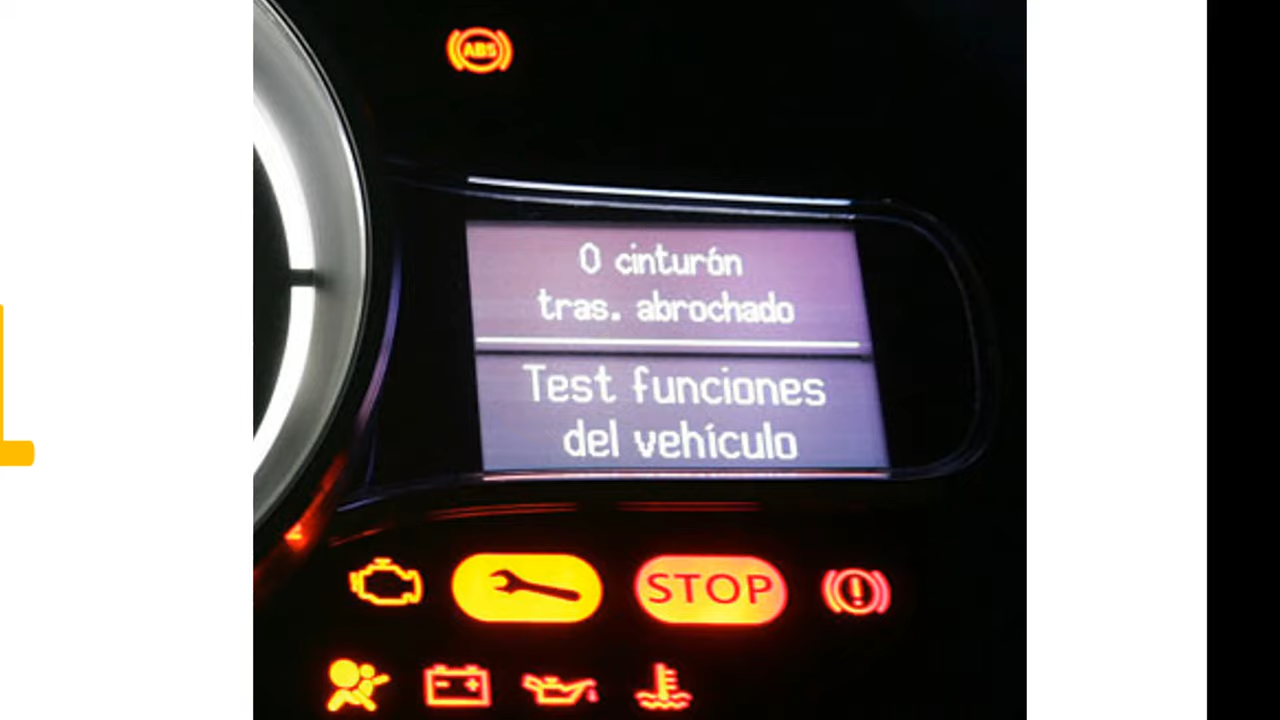 ABS
0 cinturón
tras. abrochado
Test funciones
del vehículo
STOP